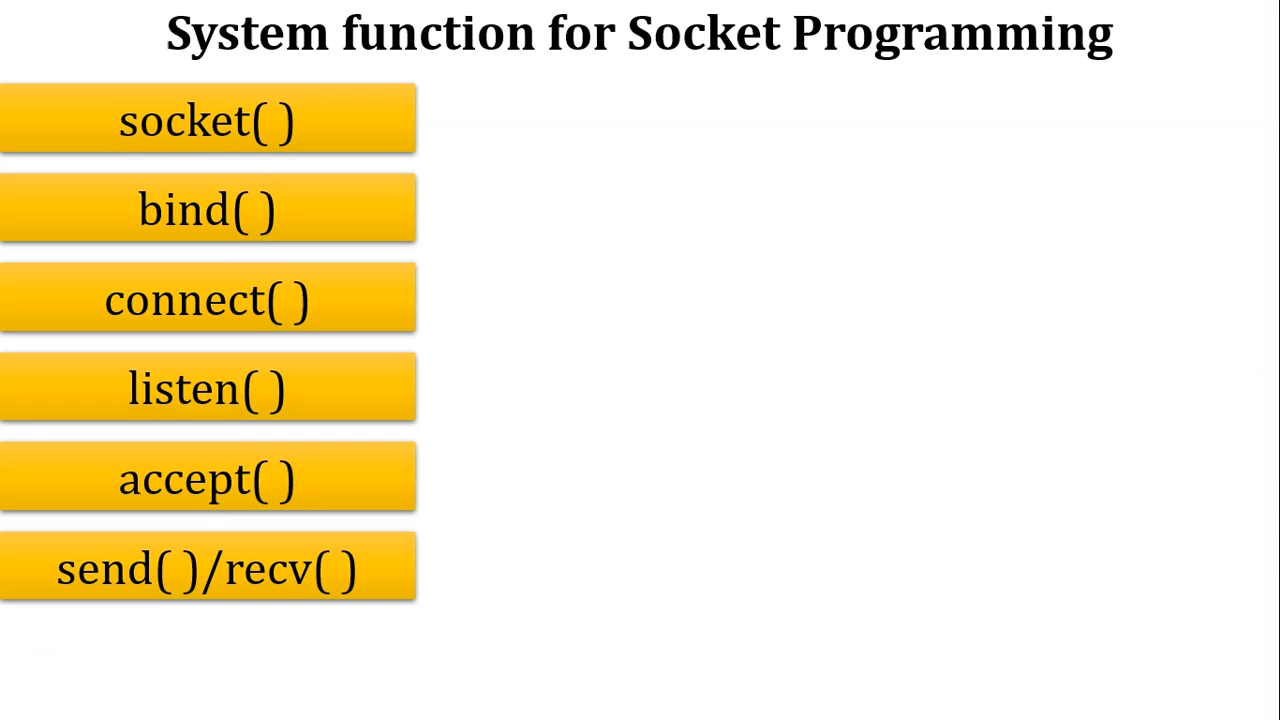 System function for Socket Programming
socket( )
bind( )
connect( )
listen( )
accept( )
send( )/recv( )